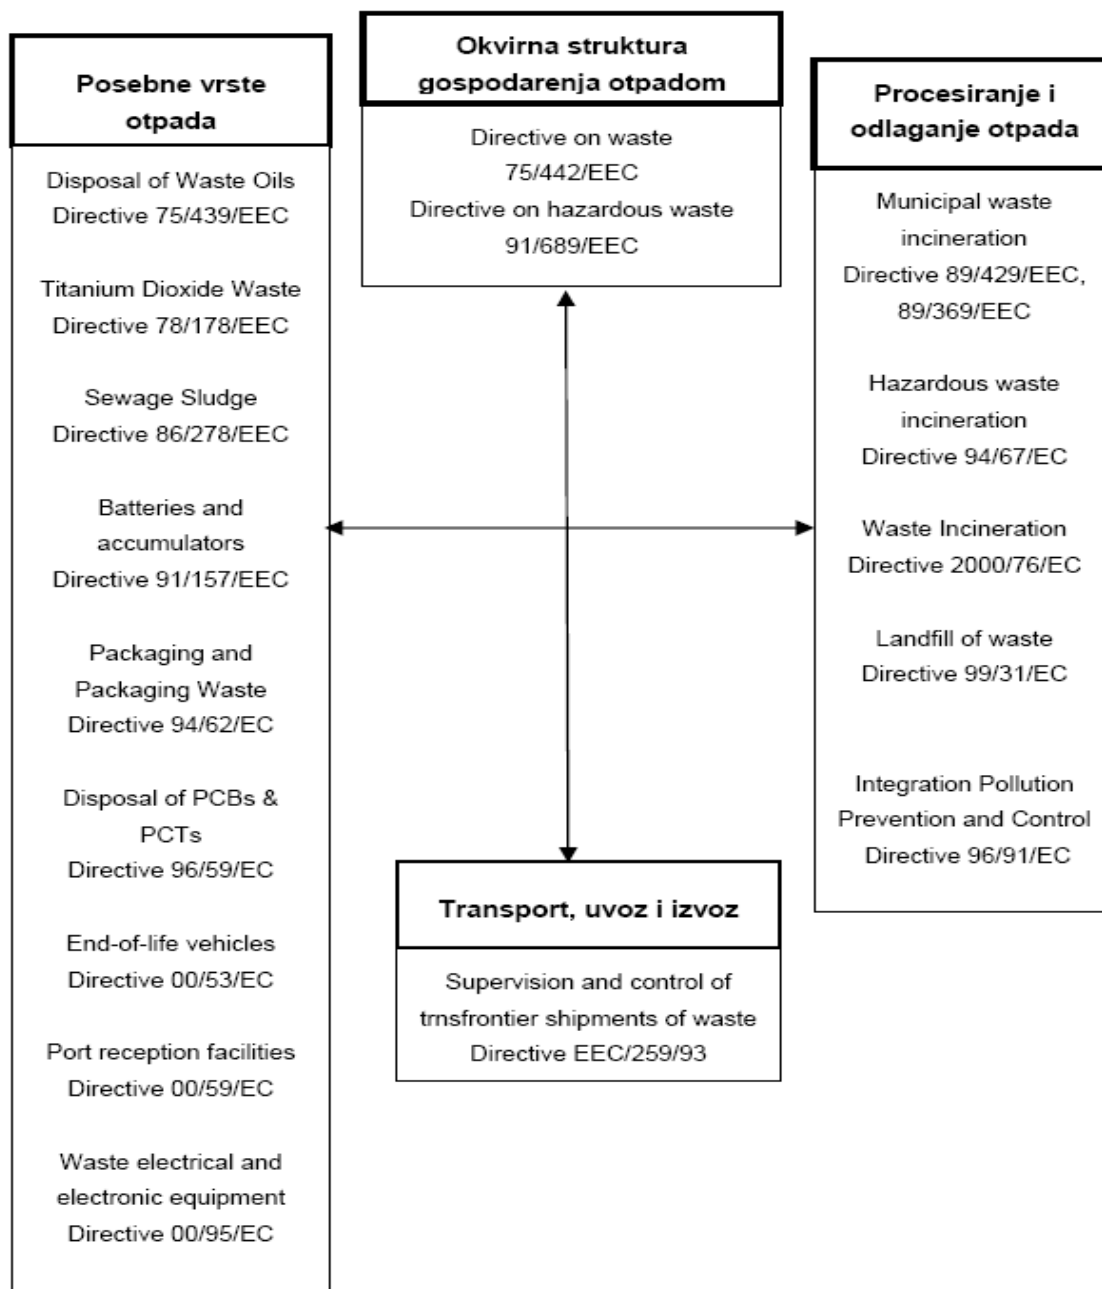 Posebne vrste
otpada
Disposal of Waste Oils
Directive 75/439/EEC
Titanium Dioxide Waste
Directive 78/178/EEC
Sewage Sludge
Directive 86/278/EEC
Batteries and
accumulators
Directive 91/157/EEC
Packaging and
Packaging Waste
Directive 94/62/EC
Disposal of PCBs &
PCTs
Directive 96/59/EC
End-of-life vehicles
Directive 00/53/EC
Port reception facilities
Directive 00/59/EC
Waste electrical and
electronic equipment
Directive 00/95/EC
Okvirna struktura
gospodarenja otpadom
Directive on waste
75/442/EEC
Directive on hazardous waste
91/689/EEC
Transport, uvoz i izvoz
Supervision and control of
trnsfrontier shipments of waste
Directive EEC/259/93
Procesiranje i
odlaganje otpada
Municipal waste
incineration
Directive 89/429/EEC,
89/369/EEC
Hazardous waste
incineration
Directive 94/67/EC
Waste Incineration
Directive 2000/76/EC
Landfill of waste
Directive 99/31/EC
Integration Pollution
Prevention and Control
Directive 96/91/EC